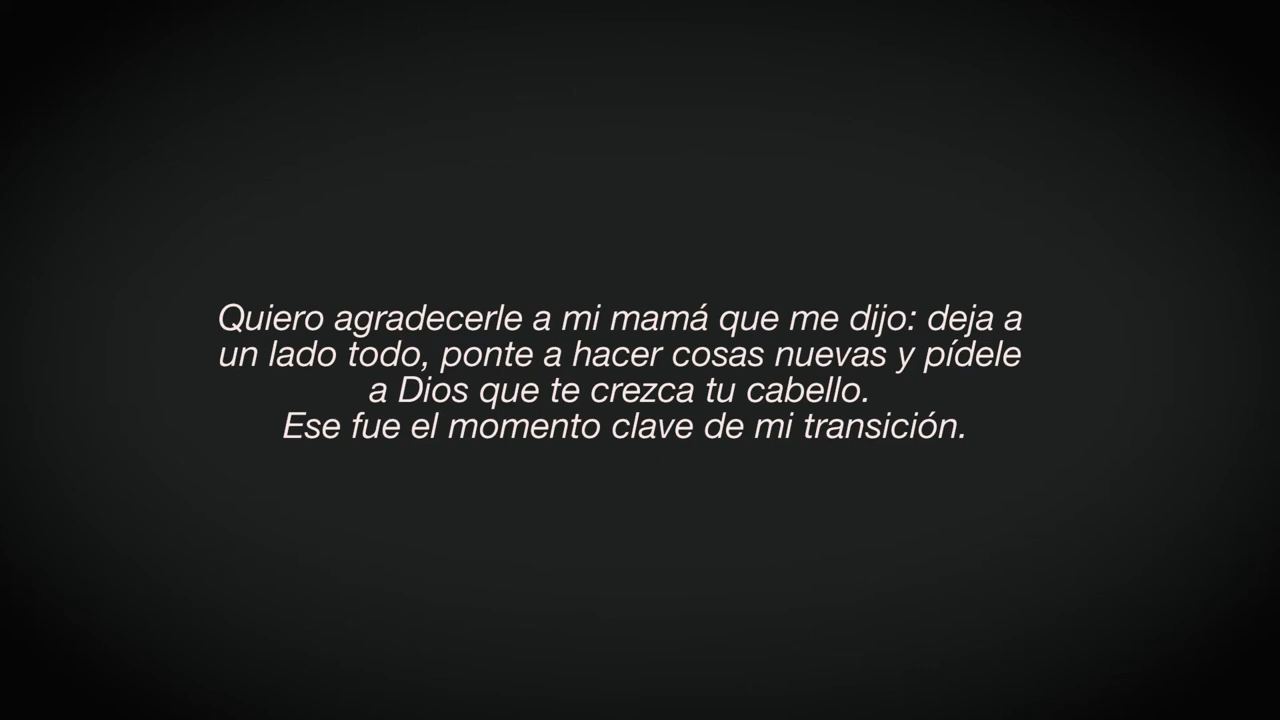 Quiero agradecerle a mi mamá que me dijo: deja a
un lado todo, ponte a hacer cosas nuevas y pídele
a Dios que te crezca tu cabello.
Ese fue el momento clave de mi transición.